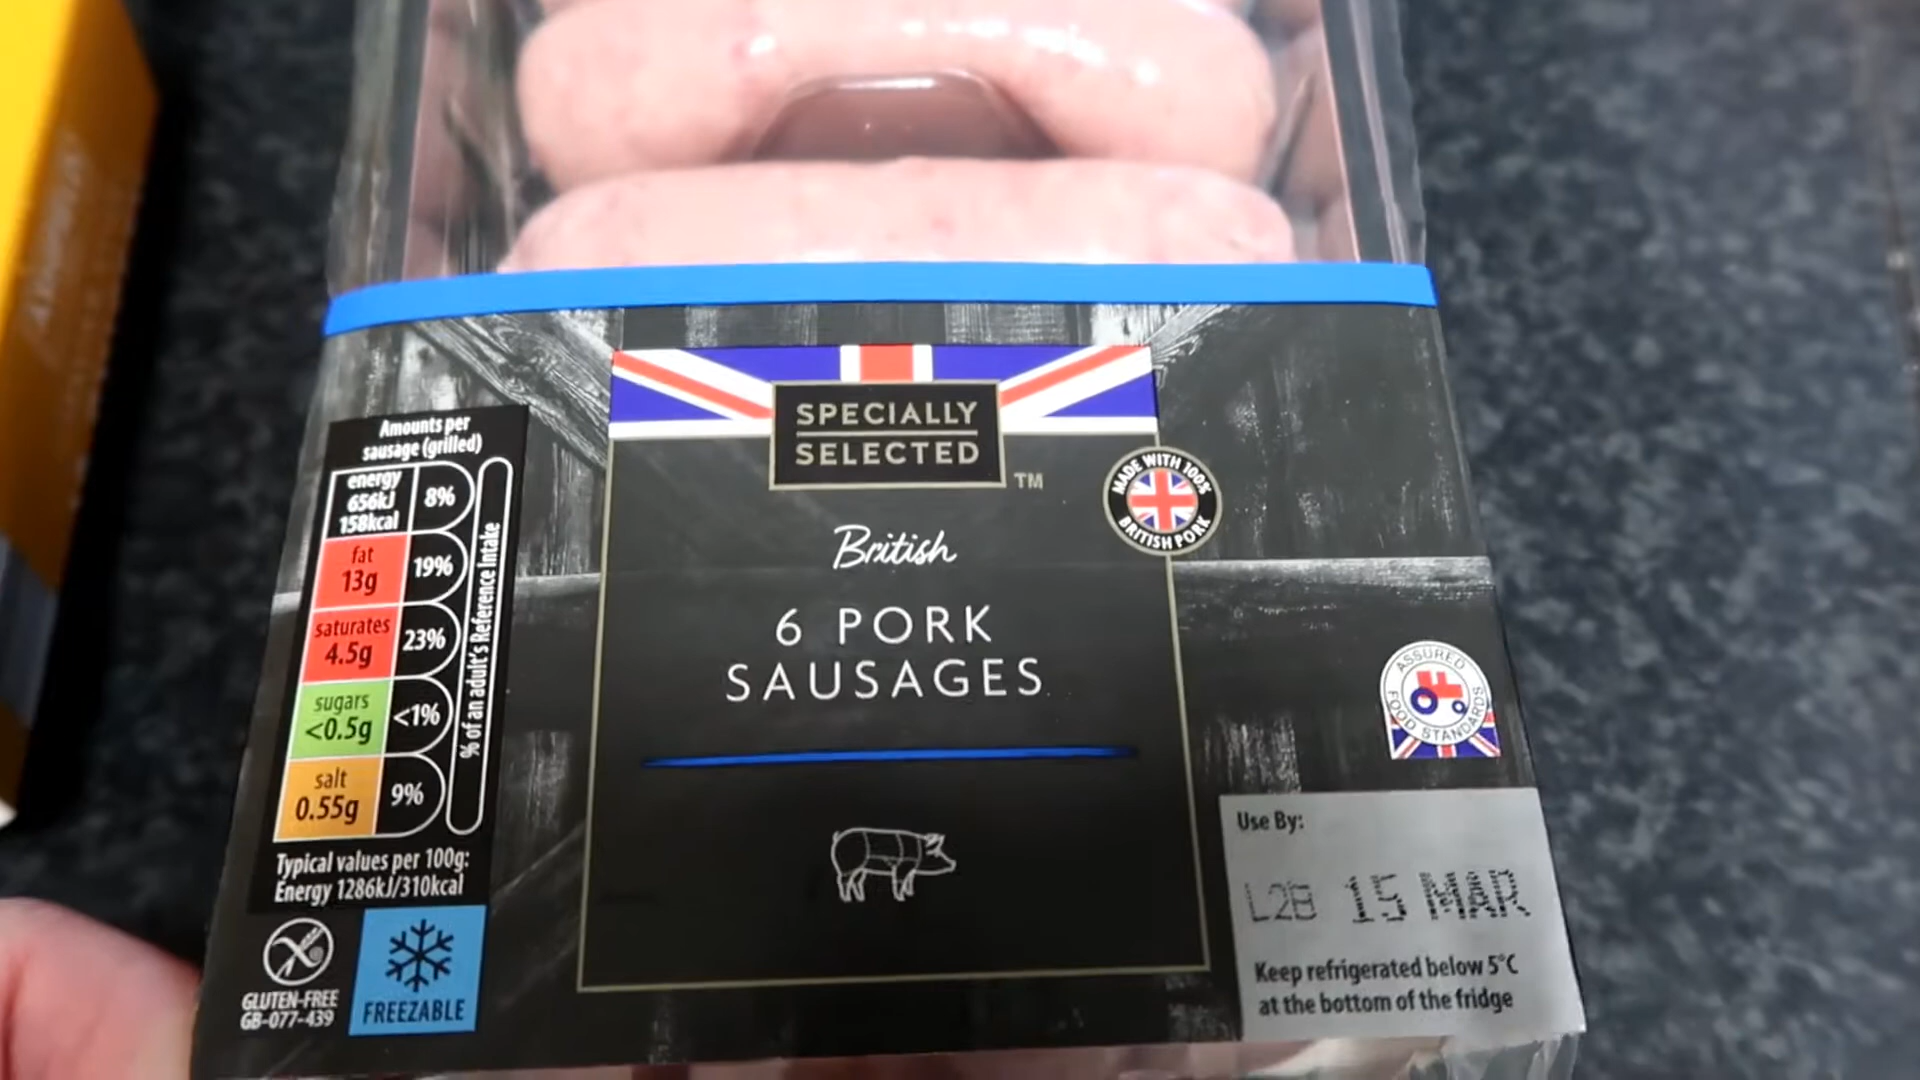 SPECIALLY
SELECTED
TM
British
6 PORK
SAUSAGES
MADE WITH 100%
BRITISH PORK
Amounts per
sausage (grilled)
energy
656kJ
158kcal
8%
fat
13g
19%
saturates
4.5g
23%
sugars
<0.5g
<1%
salt
0.55g
9%
% of an adult's Reference Intake
Typical values per 100g:
Energy 1286kJ/310kcal
GLUTEN-FREE
GB-077-439
FREEZABLE
ASSURED
FOOD STANDARDS
Use By:
L2B 15 MAR
Keep refrigerated below 5°C
at the bottom of the fridge